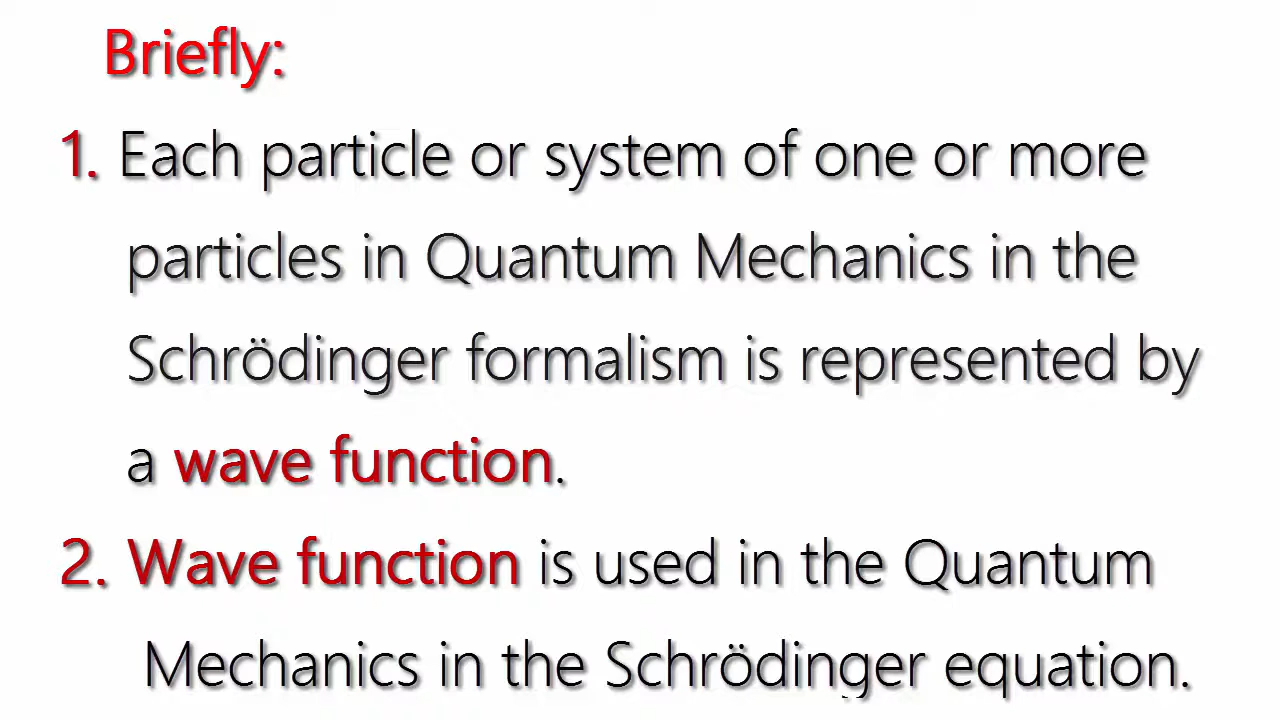 Briefly:
1. Each particle or system of one or more
particles in Quantum Mechanics in the
Schrödinger formalism is represented by
a wave function.
2. Wave function is used in the Quantum
Mechanics in the Schrödinger equation.